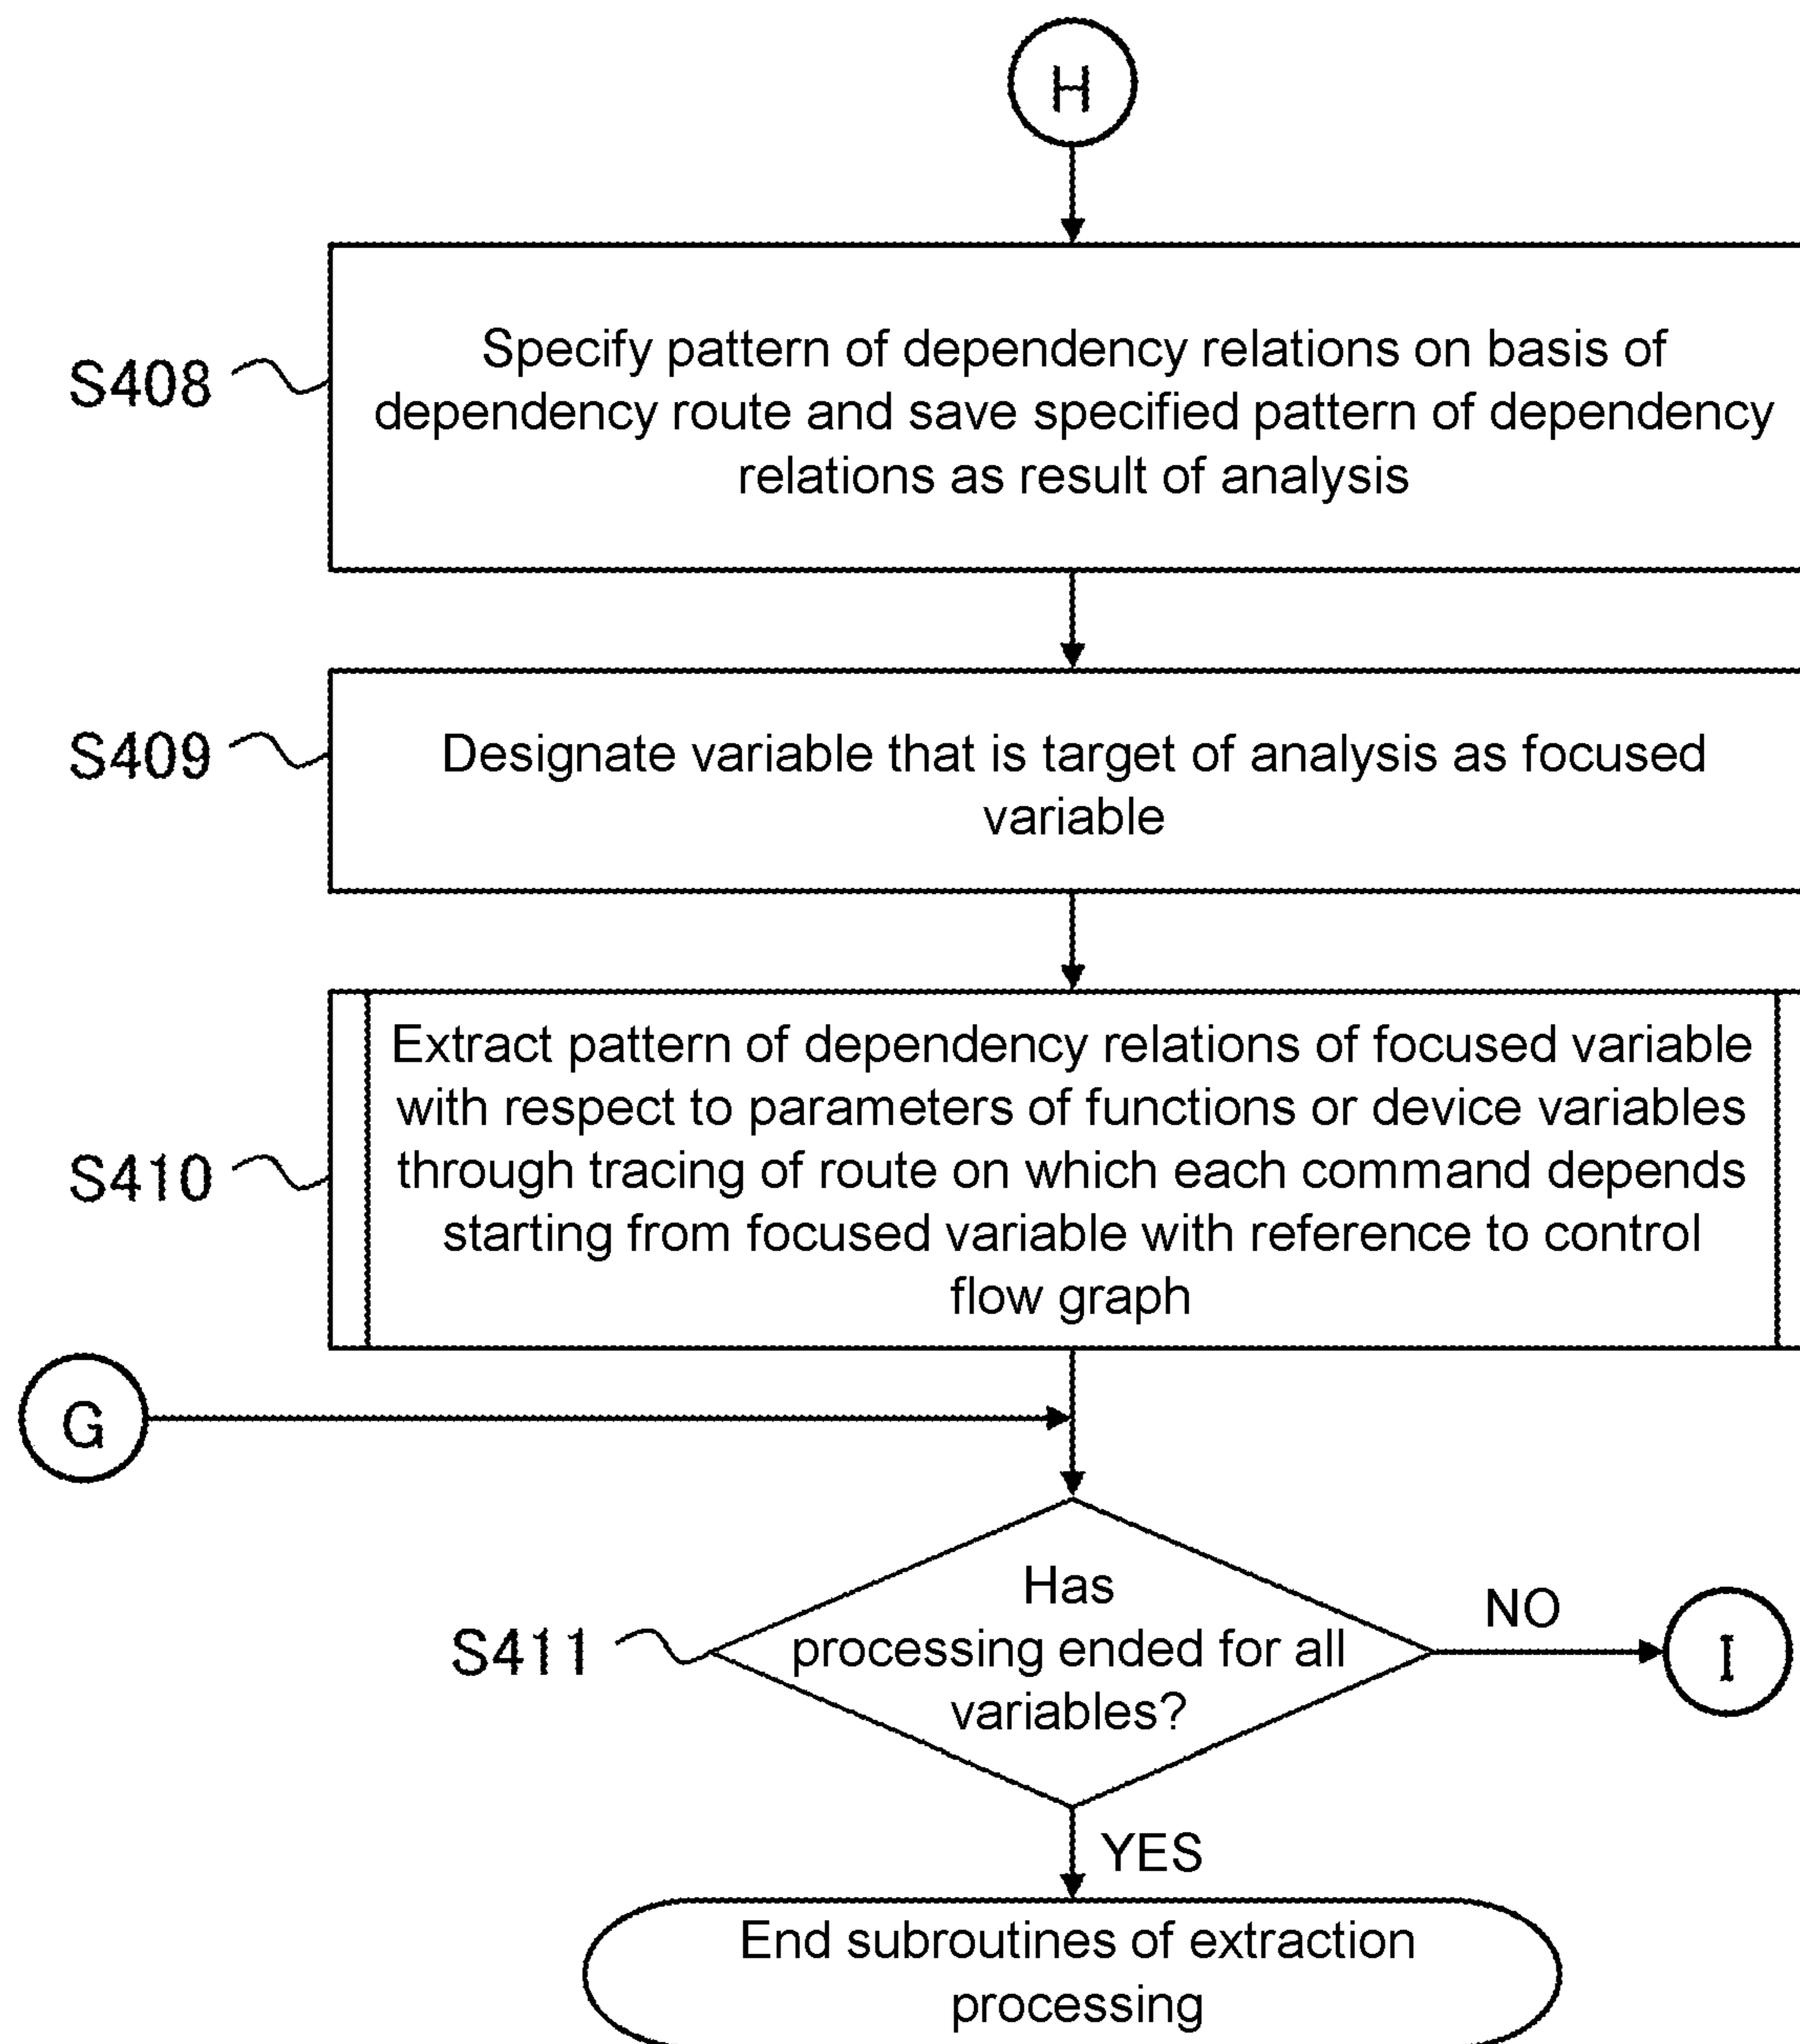 H
S408
Specify pattern of dependency relations on basis of
dependency route and save specified pattern of dependency
relations as result of analysis
S409
Designate variable that is target of analysis as focused
variable
S410
Extract pattern of dependency relations of focused variable
with respect to parameters of functions or device variables
through tracing of route on which each command depends
starting from focused variable with reference to control
flow graph
G
S411
Has
processing ended for all
variables?
NO
I
YES
End subroutines of extraction
processing